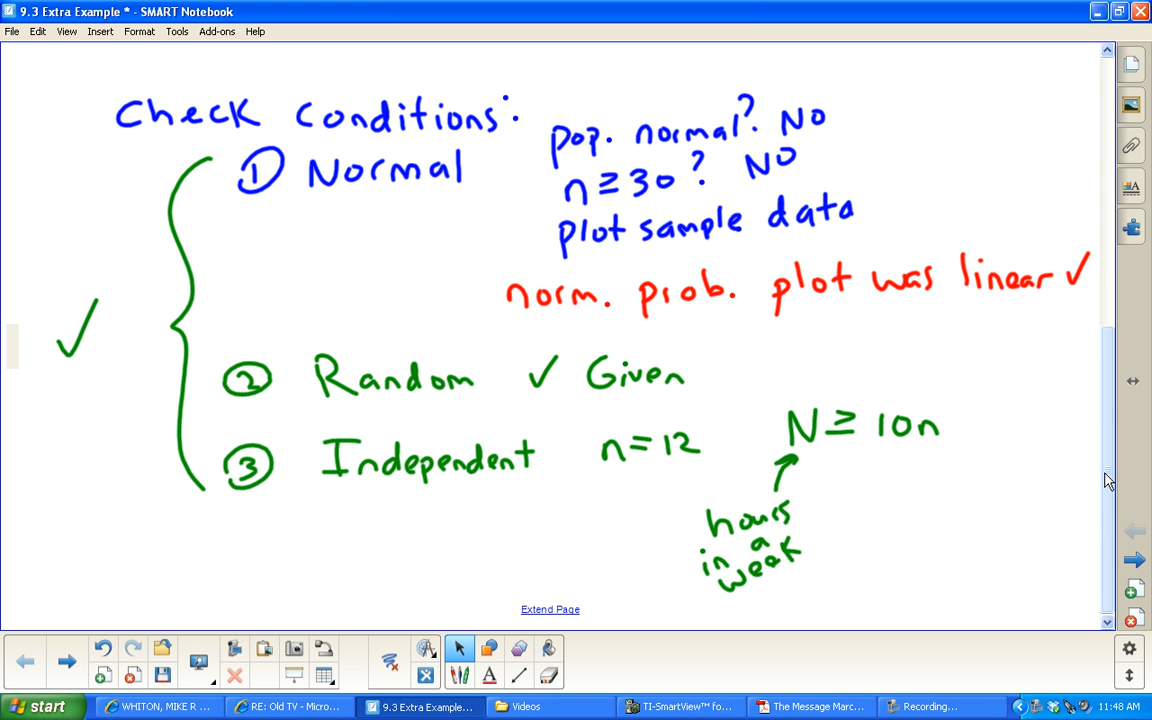 9.3 Extra Example * - SMART Notebook
File Edit View Insert Format Tools Add-ons Help
Check Conditions:
① Normal
pop. normal? NO
n ≥ 30? NO
plot sample data
norm. prob. plot was linear ✓
✓
② Random ✓ Given
③ Independent n = 12 N ≥ 10n
hours
in a
weak
Extend Page
start
WHITON, MIKE R ...
RE: Old TV - Micro...
9.3 Extra Example...
Videos
TI-SmartView™ fo...
The Message Marc...
Recording...
11:48 AM